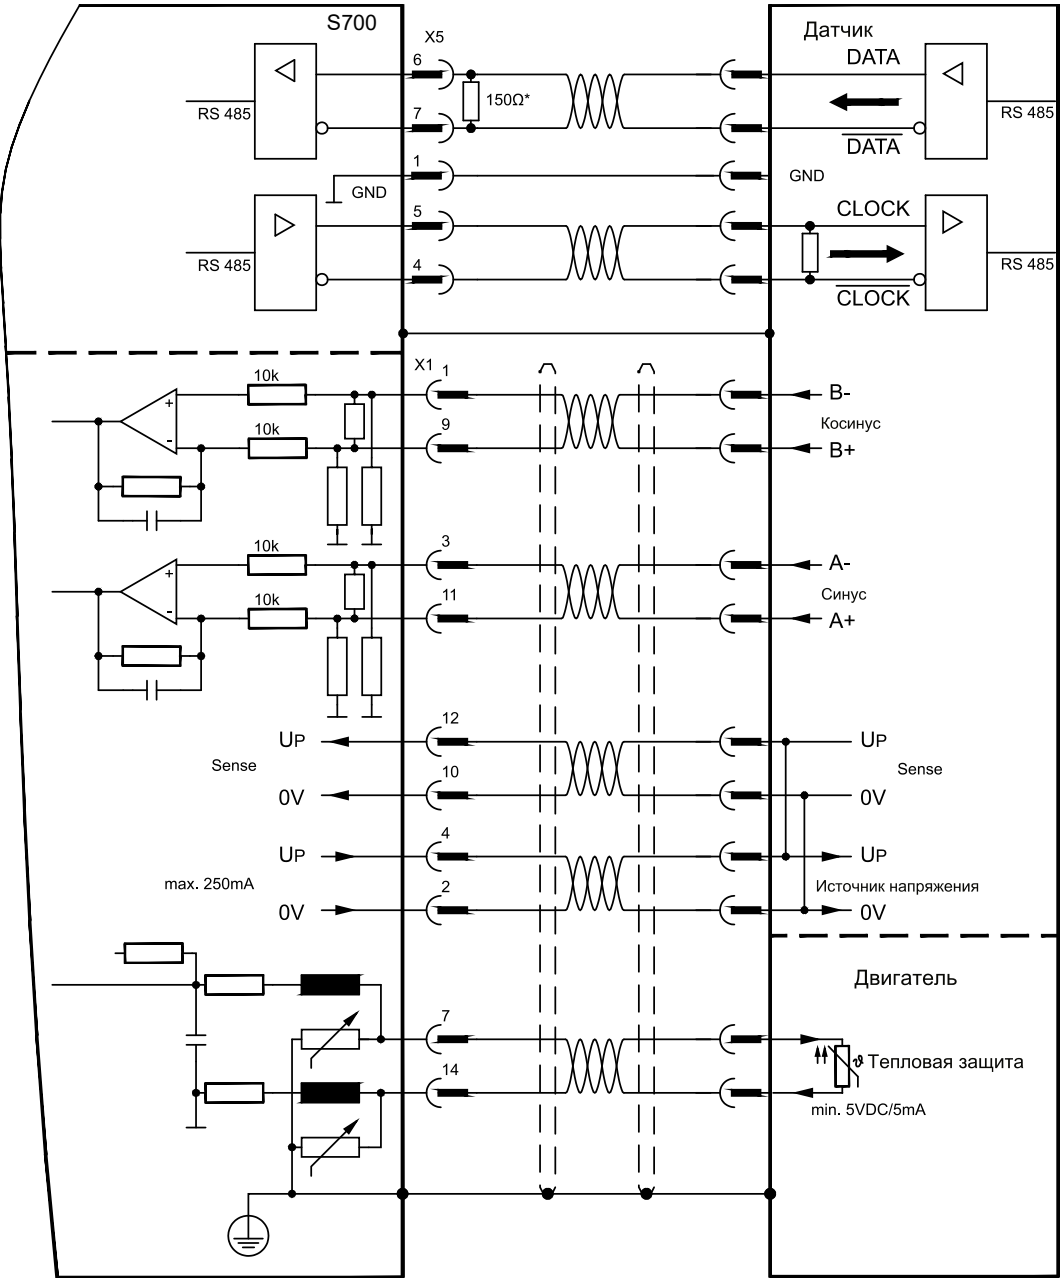 S700
Датчик
X5
6
DATA
150Ω*
RS 485
7
RS 485
DATA
1
GND
GND
5
CLOCK
RS 485
4
RS 485
CLOCK
X1
1
10k
B-
+
Косинус
10k
9
-
B+
3
10k
A-
+
Синус
10k
11
-
A+
12
UP
UP
Sense
Sense
10
0V
0V
4
UP
UP
max. 250mA
Источник напряжения
2
0V
0V
Двигатель
7
ϑ Тепловая защита
14
min. 5VDC/5mA